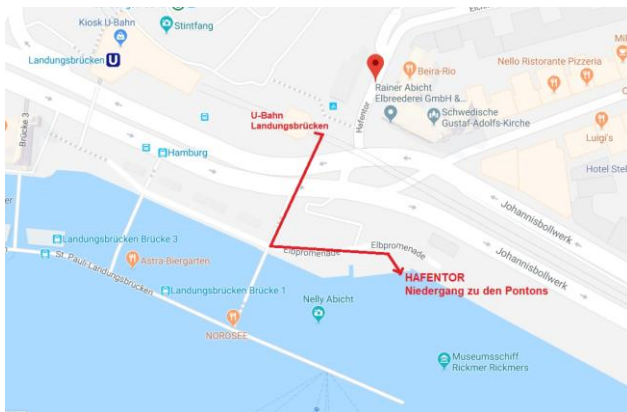 Kiosk U-Bahn
Stintfang
Landungsbrücken U
Hafentor
Beira-Rio
Nello Ristorante Pizzeria
Rainer Abicht
Elbreederei GmbH &...
Schwedische
Gustaf-Adolfs-Kirche
Luigi's
Hotel Stel
U-Bahn
Landungsbrücken
Brücke 3
Hamburg
Johannisbollwerk
Johannisbollwerk
Landungsbrücken Brücke 3
Astra-Biergarten
St. Pauli-Landungsbrücken
Elbpromenade
Elbpromenade
HAFENTOR
Niedergang zu den Pontons
Landungsbrücken Brücke 1
Nelly Abicht
NORDSEE
Museumsschiff
Rickmer Rickmers